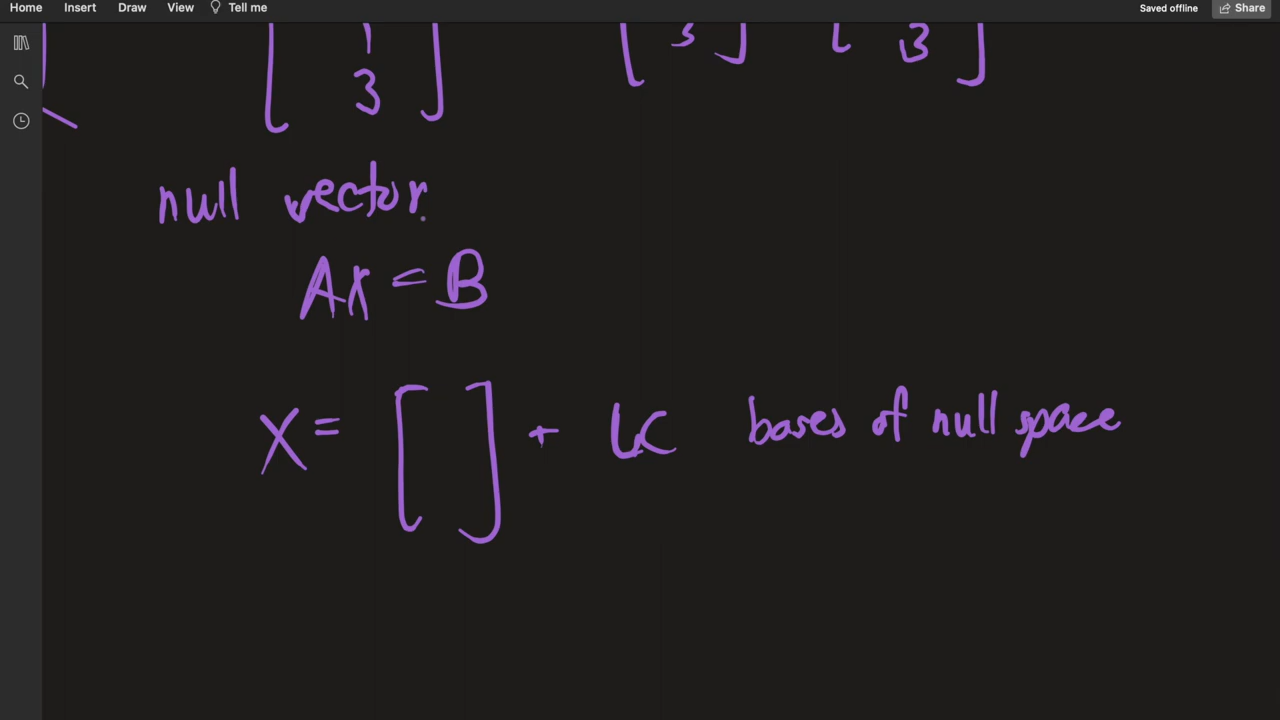 Home Insert Draw View Tell me Saved offline Share
3 3 3
null vector
AX = B
X = [ ] + LC bases of null space